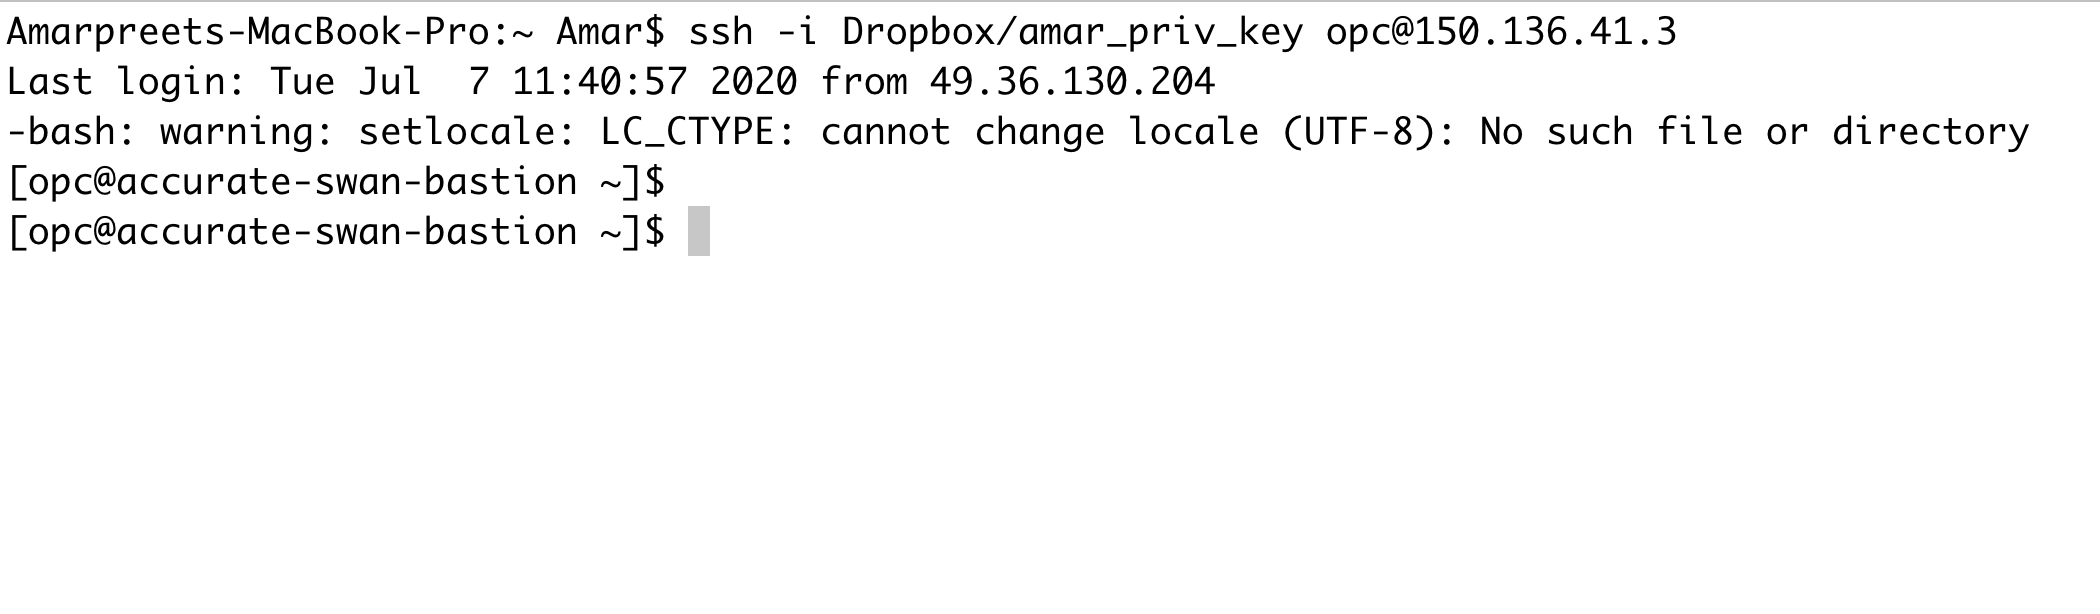 Amarpreets-MacBook-Pro:~ Amar$ ssh -i Dropbox/amar_priv_key opc@150.136.41.3
Last login: Tue Jul  7 11:40:57 2020 from 49.36.130.204
-bash: warning: setlocale: LC_CTYPE: cannot change locale (UTF-8): No such file or directory
[opc@accurate-swan-bastion ~]$
[opc@accurate-swan-bastion ~]$